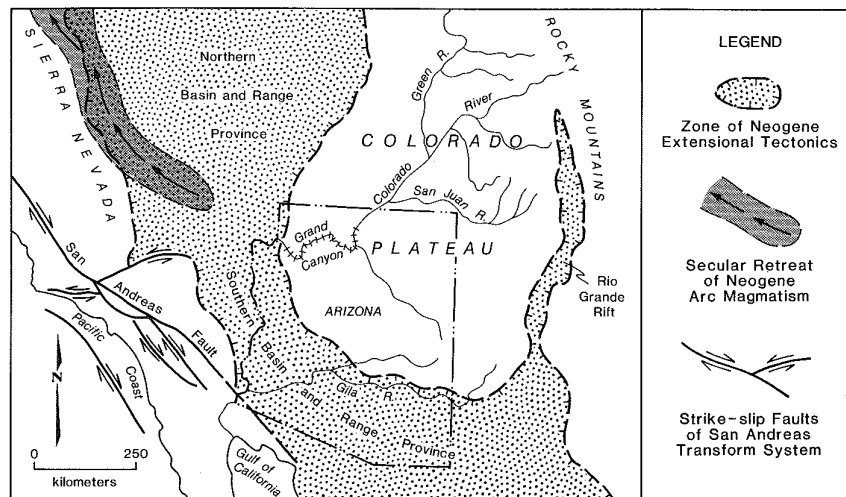 SIERRA NEVADA
Northern
Basin and Range
Province
ROCKY
MOUNTAINS
Green R.
River
COLORADO
Colorado
San Juan R.
Grand
Canyon
PLATEAU
ARIZONA
Rio
Grande
Rift
San
Andreas
Fault
Pacific
Coast
Southern
Basin
and Range
Province
Gila R.
Gulf of
California
N
0 250
kilometers
LEGEND
Zone of Neogene
Extensional Tectonics
Secular Retreat
of Neogene
Arc Magmatism
Strike-slip Faults
of San Andreas
Transform System